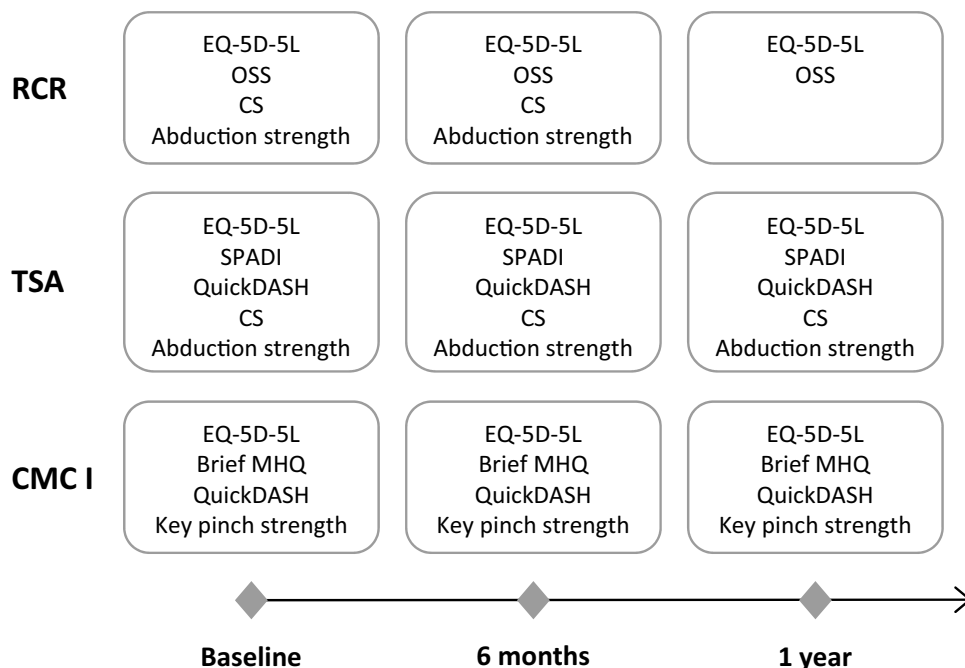 RCR
EQ-5D-5L
OSS
CS
Abduction strength
EQ-5D-5L
OSS
CS
Abduction strength
EQ-5D-5L
OSS
TSA
EQ-5D-5L
SPADI
QuickDASH
CS
Abduction strength
EQ-5D-5L
SPADI
QuickDASH
CS
Abduction strength
EQ-5D-5L
SPADI
QuickDASH
CS
Abduction strength
CMC I
EQ-5D-5L
Brief MHQ
QuickDASH
Key pinch strength
EQ-5D-5L
Brief MHQ
QuickDASH
Key pinch strength
EQ-5D-5L
Brief MHQ
QuickDASH
Key pinch strength
Baseline
6 months
1 year